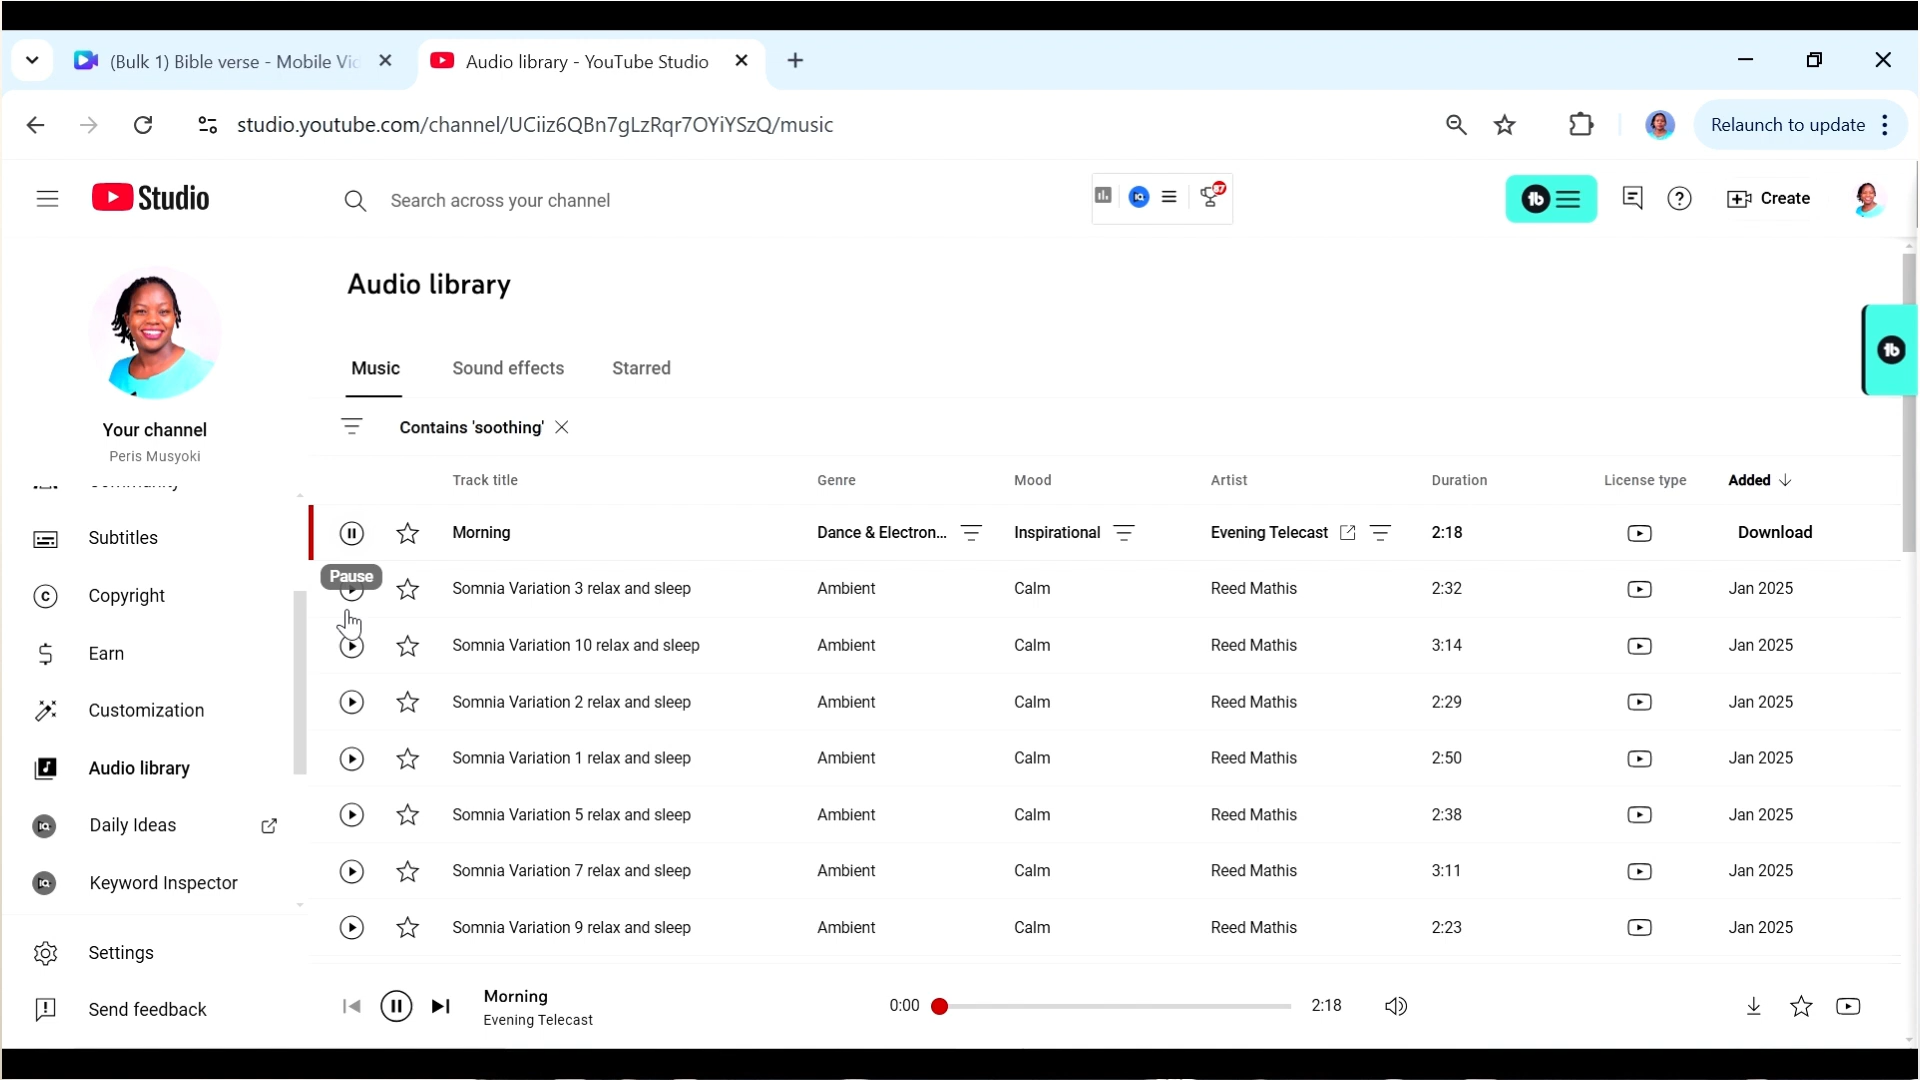 (Bulk 1) Bible verse - Mobile Vi
Audio library - YouTube Studio
studio.youtube.com/channel/UCiiz6QBn7gLzRqr7OYiYSzQ/music
Relaunch to update
Studio
Search across your channel
Create
Your channel
Peris Musyoki
Subtitles
Copyright
Earn
Customization
Audio library
Daily Ideas
Keyword Inspector
Settings
Send feedback
Audio library
Music Sound effects Starred
Contains 'soothing'
Track title Genre Mood Artist Duration License type Added
Morning Dance & Electron... Inspirational Evening Telecast 2:18 Download
Pause
Somnia Variation 3 relax and sleep Ambient Calm Reed Mathis 2:32 Jan 2025
Somnia Variation 10 relax and sleep Ambient Calm Reed Mathis 3:14 Jan 2025
Somnia Variation 2 relax and sleep Ambient Calm Reed Mathis 2:29 Jan 2025
Somnia Variation 1 relax and sleep Ambient Calm Reed Mathis 2:50 Jan 2025
Somnia Variation 5 relax and sleep Ambient Calm Reed Mathis 2:38 Jan 2025
Somnia Variation 7 relax and sleep Ambient Calm Reed Mathis 3:11 Jan 2025
Somnia Variation 9 relax and sleep Ambient Calm Reed Mathis 2:23 Jan 2025
Morning
Evening Telecast
0:00 2:18